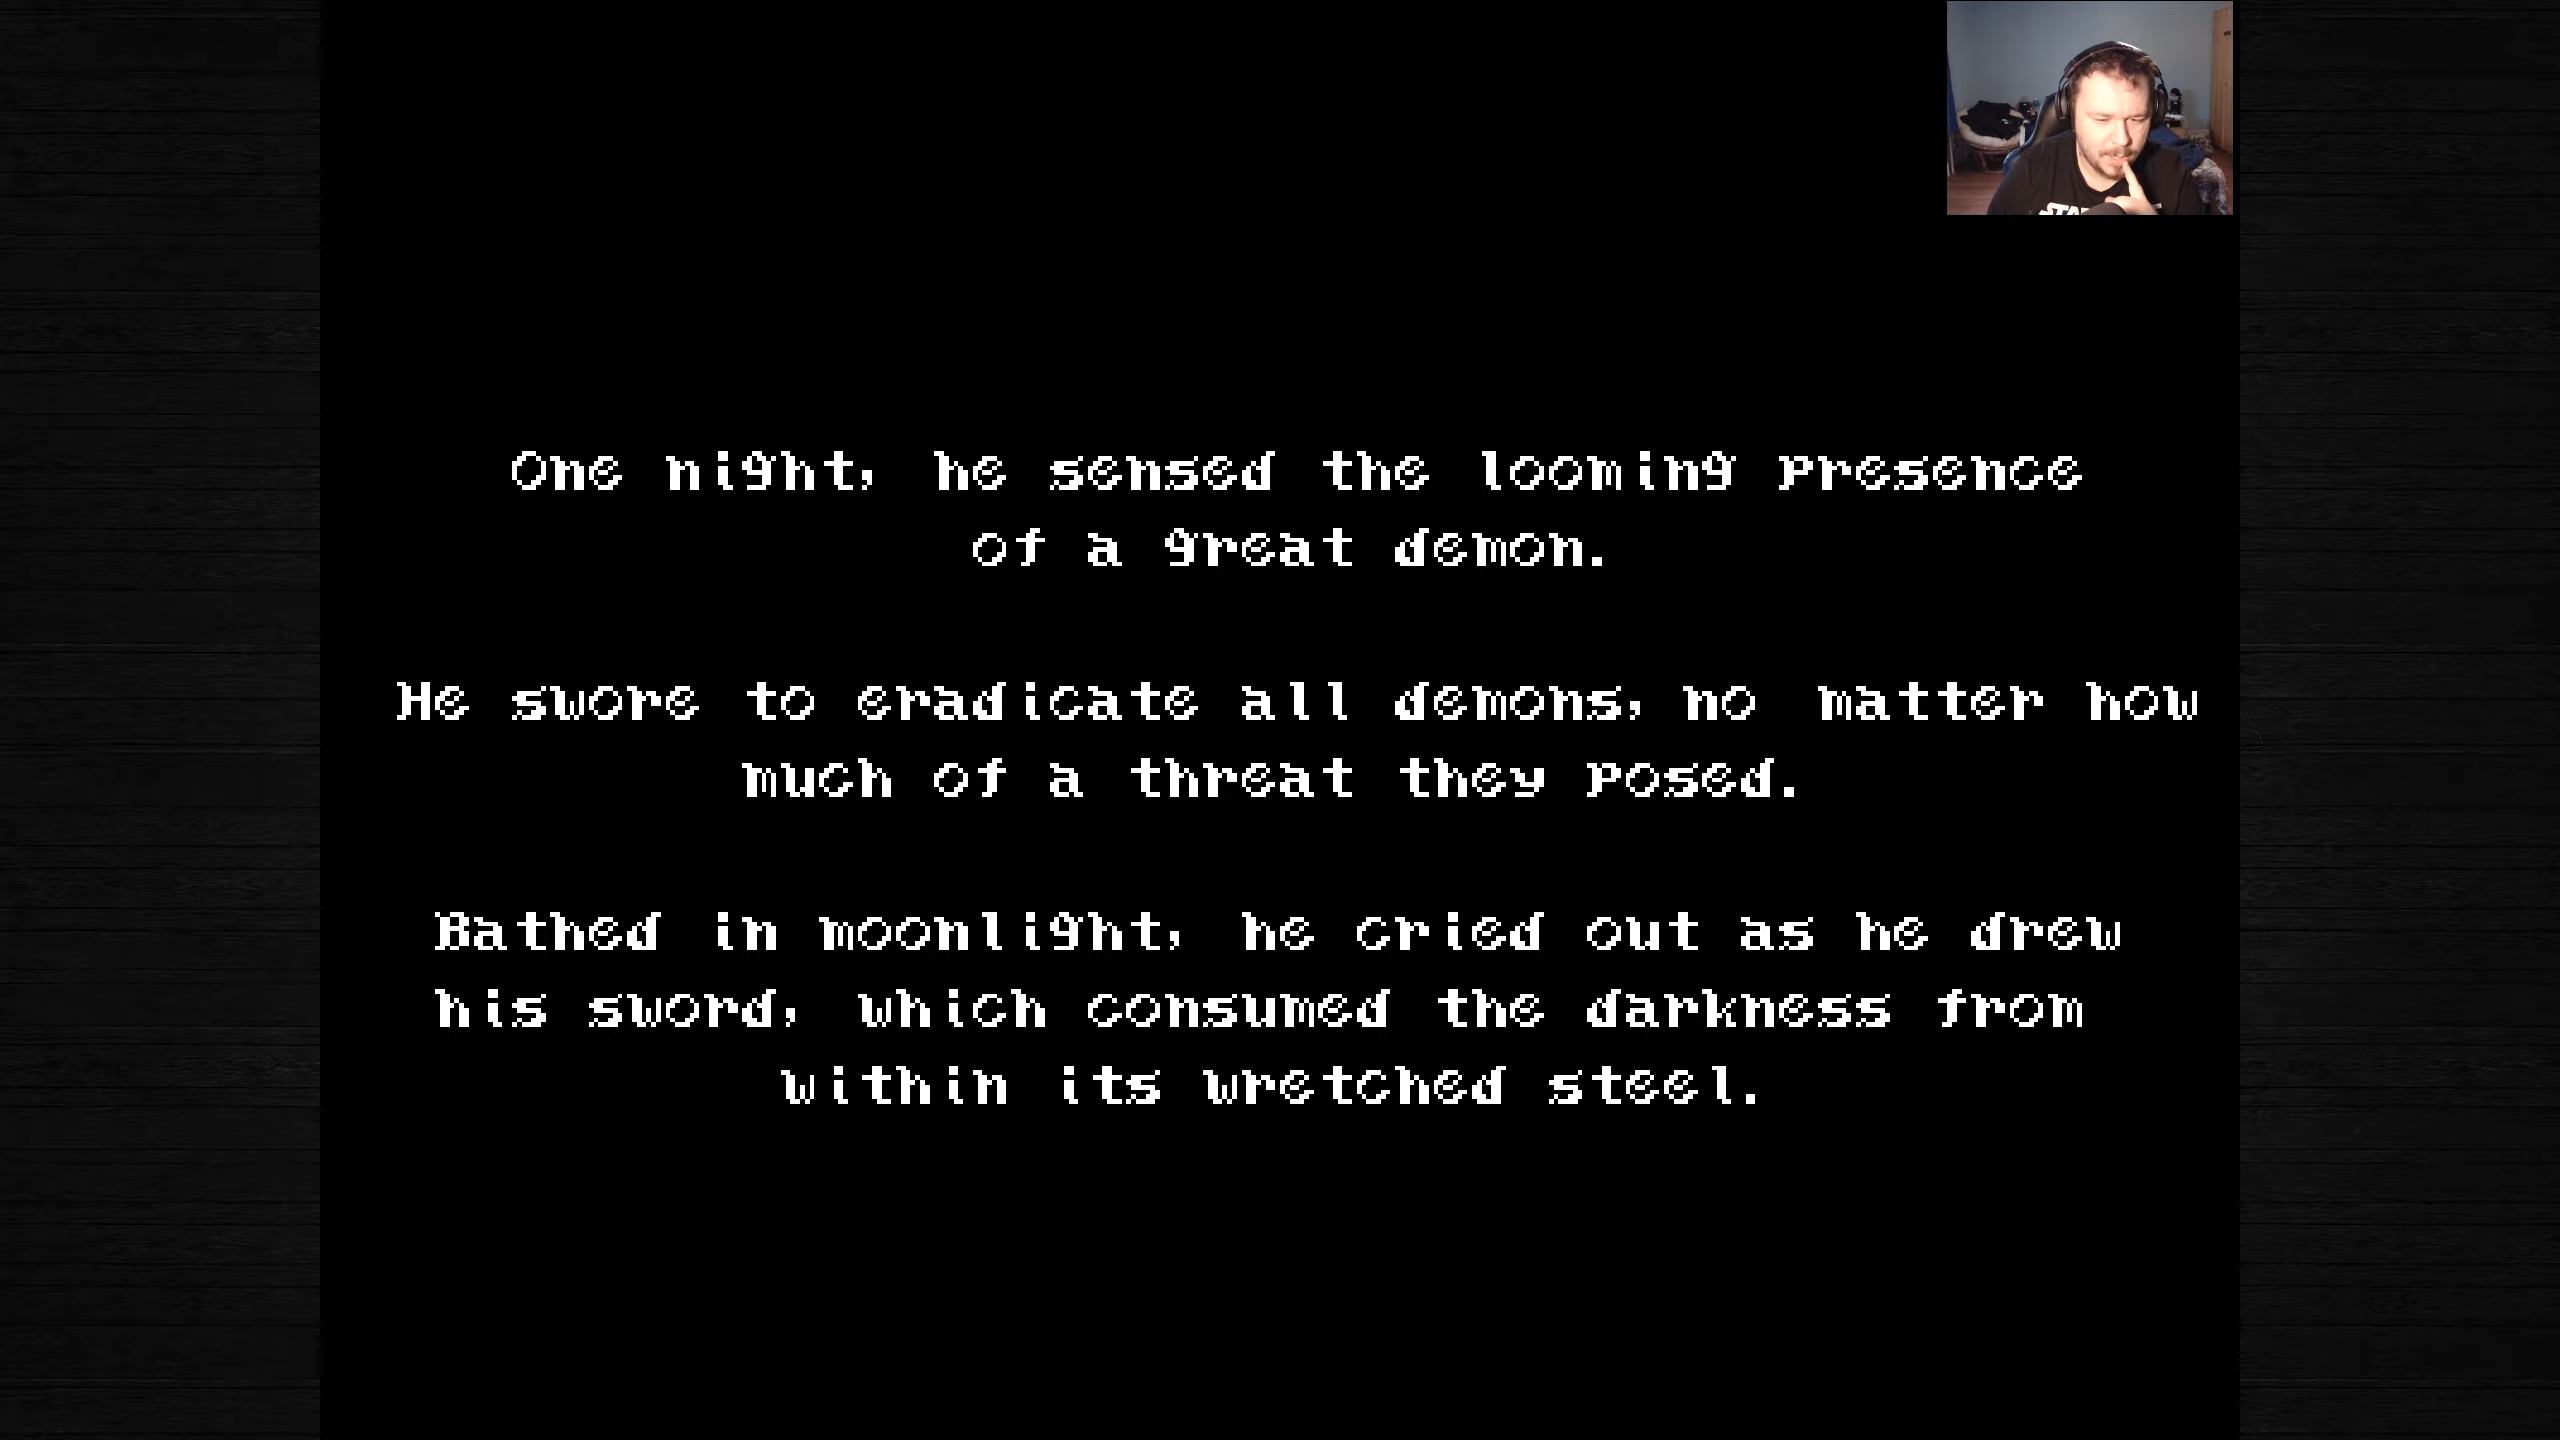 One night, he sensed the looming presence
of a great demon.
He swore to eradicate all demons, no matter how
much of a threat they posed.
Bathed in moonlight, he cried out as he drew
his sword, which consumed the darkness from
within its wretched steel.